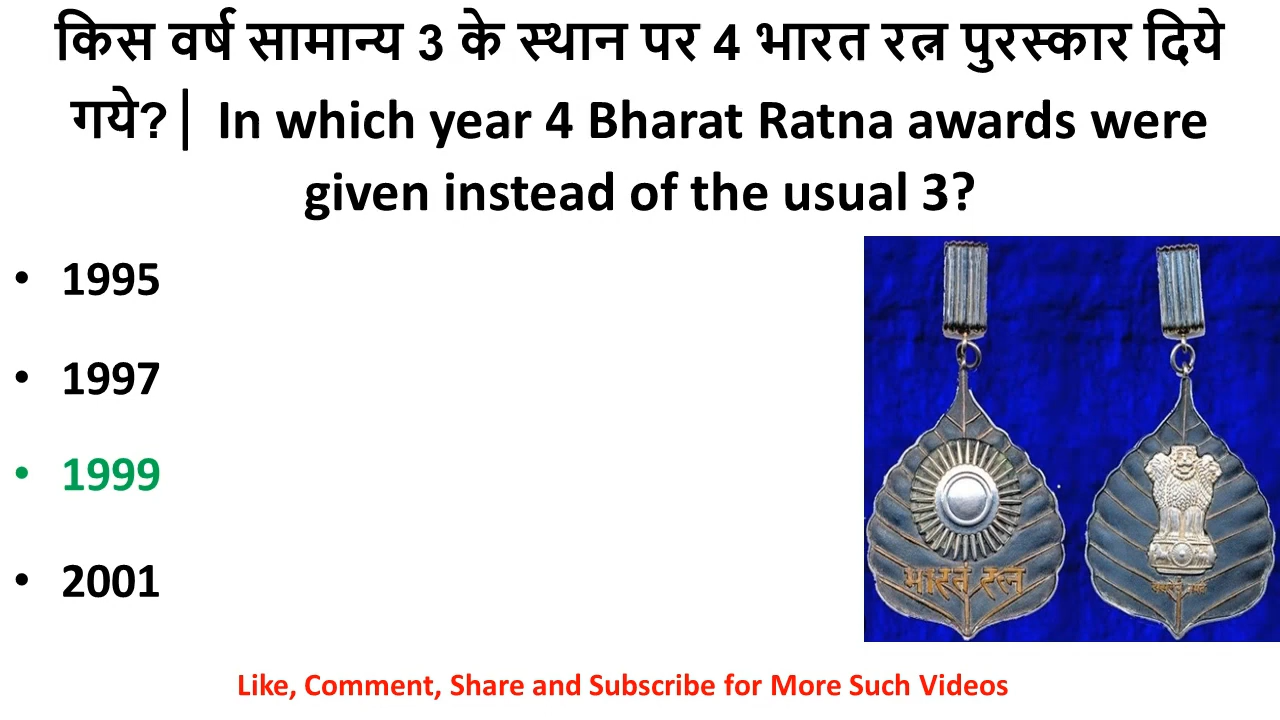 किस वर्ष सामान्य 3 के स्थान पर 4 भारत रत्न पुरस्कार दिये
गये?| In which year 4 Bharat Ratna awards were
given instead of the usual 3?
• 1995
• 1997
• 1999
• 2001
भारत रत्न
Like, Comment, Share and Subscribe for More Such Videos